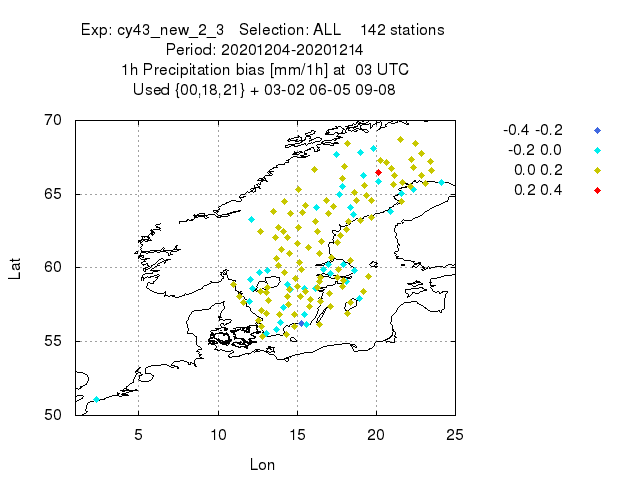 Exp: cy43_new_2_3 Selection: ALL 142 stations
Period: 20201204-20201214
1h Precipitation bias [mm/1h] at 03 UTC
Used {00,18,21} + 03-02 06-05 09-08
-0.4 -0.2
-0.2 0.0
0.0 0.2
0.2 0.4
70
65
60
55
50
Lat
5 10 15 20 25
Lon